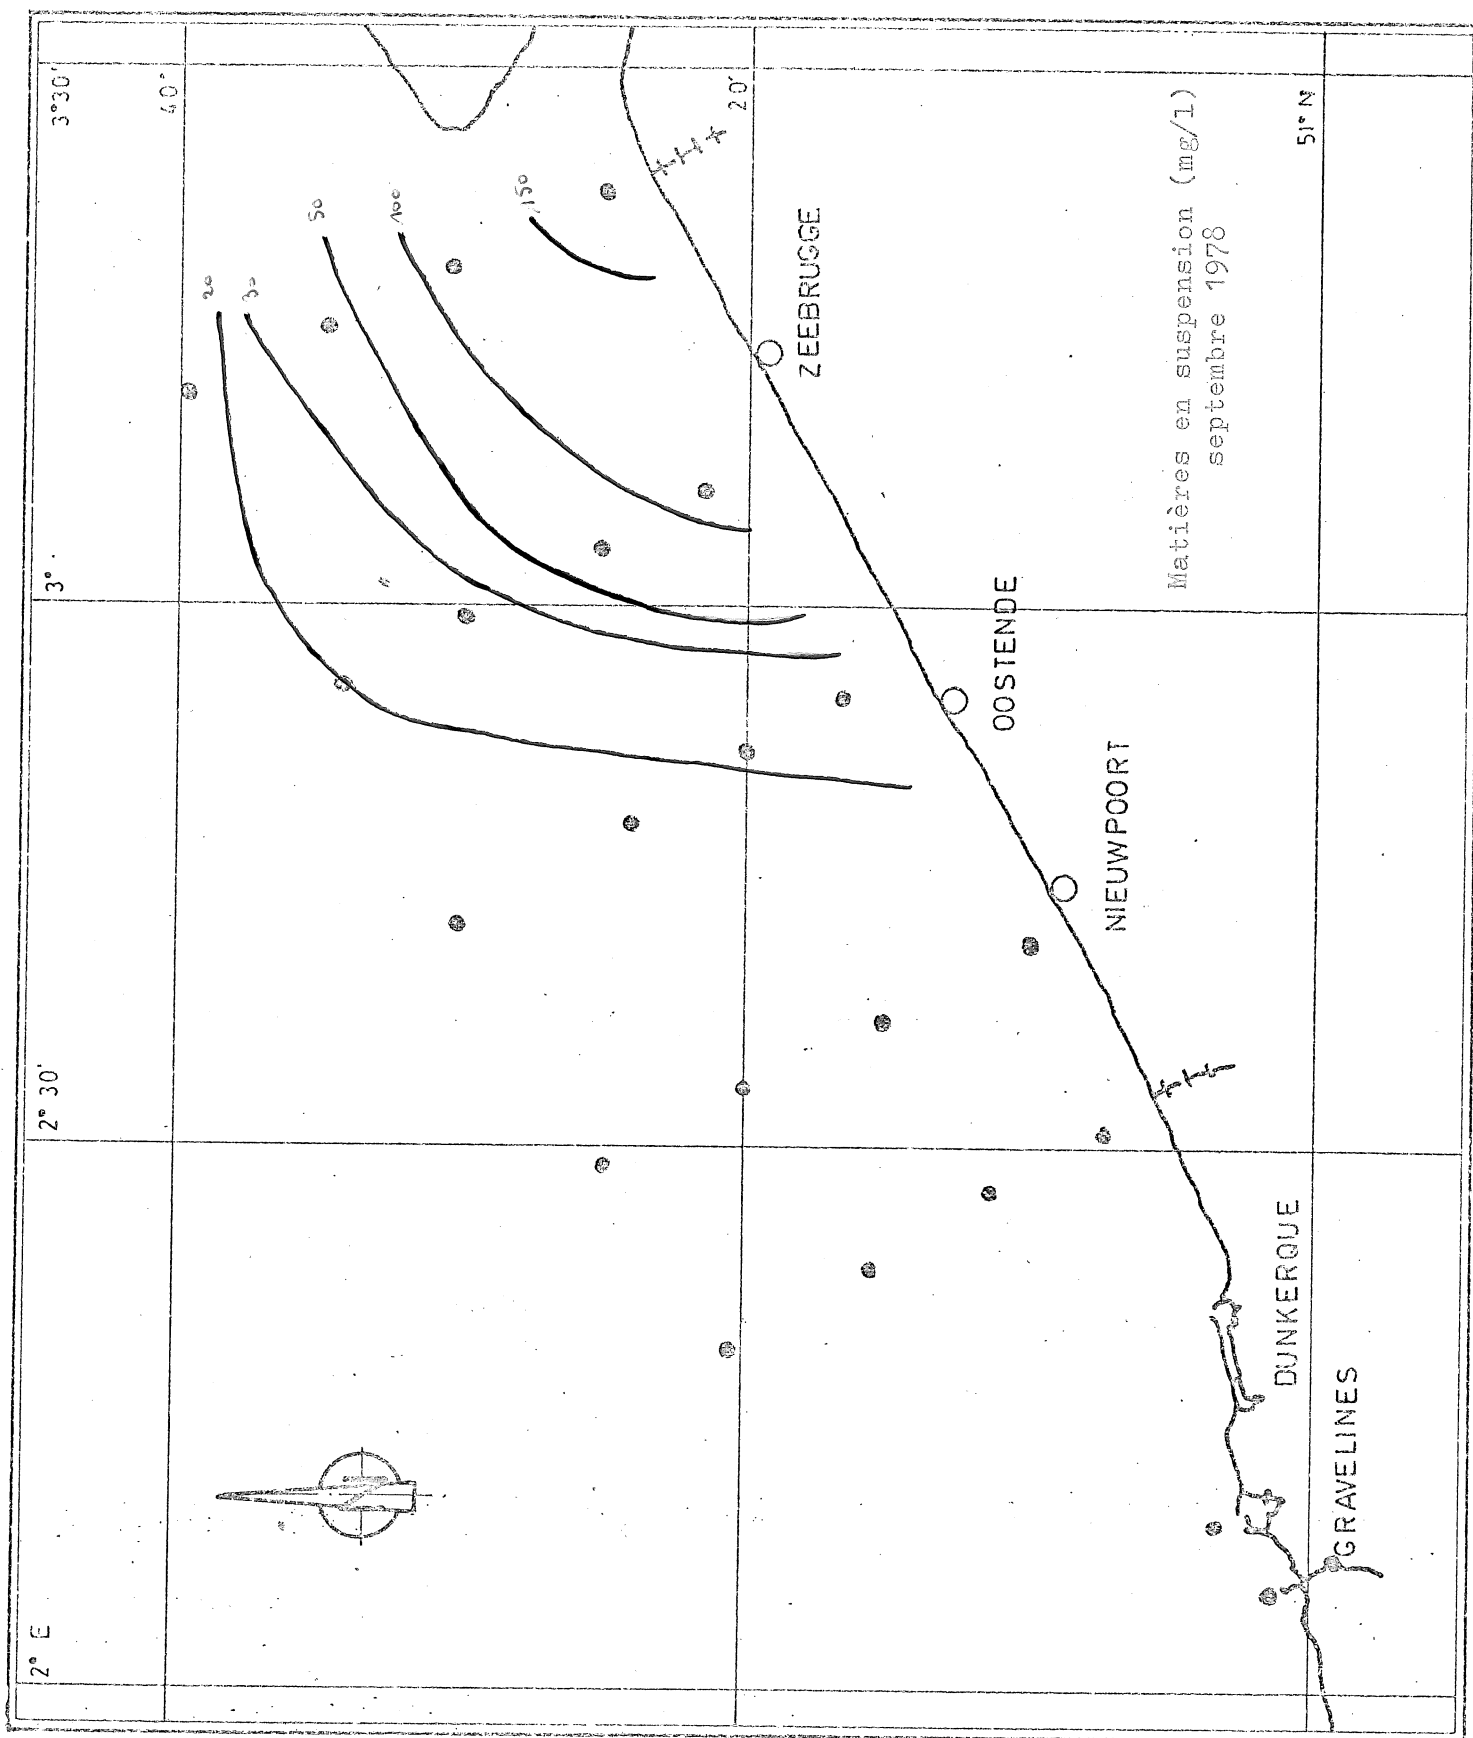 2° E
2° 30'
3°
3° 30'
40'
20'
51° N
20
30
50
100
150
ZEEBRUGGE
OOSTENDE
NIEUWPOORT
DUNKERQUE
GRAVELINES
Matières en suspension (mg/l)
septembre 1978